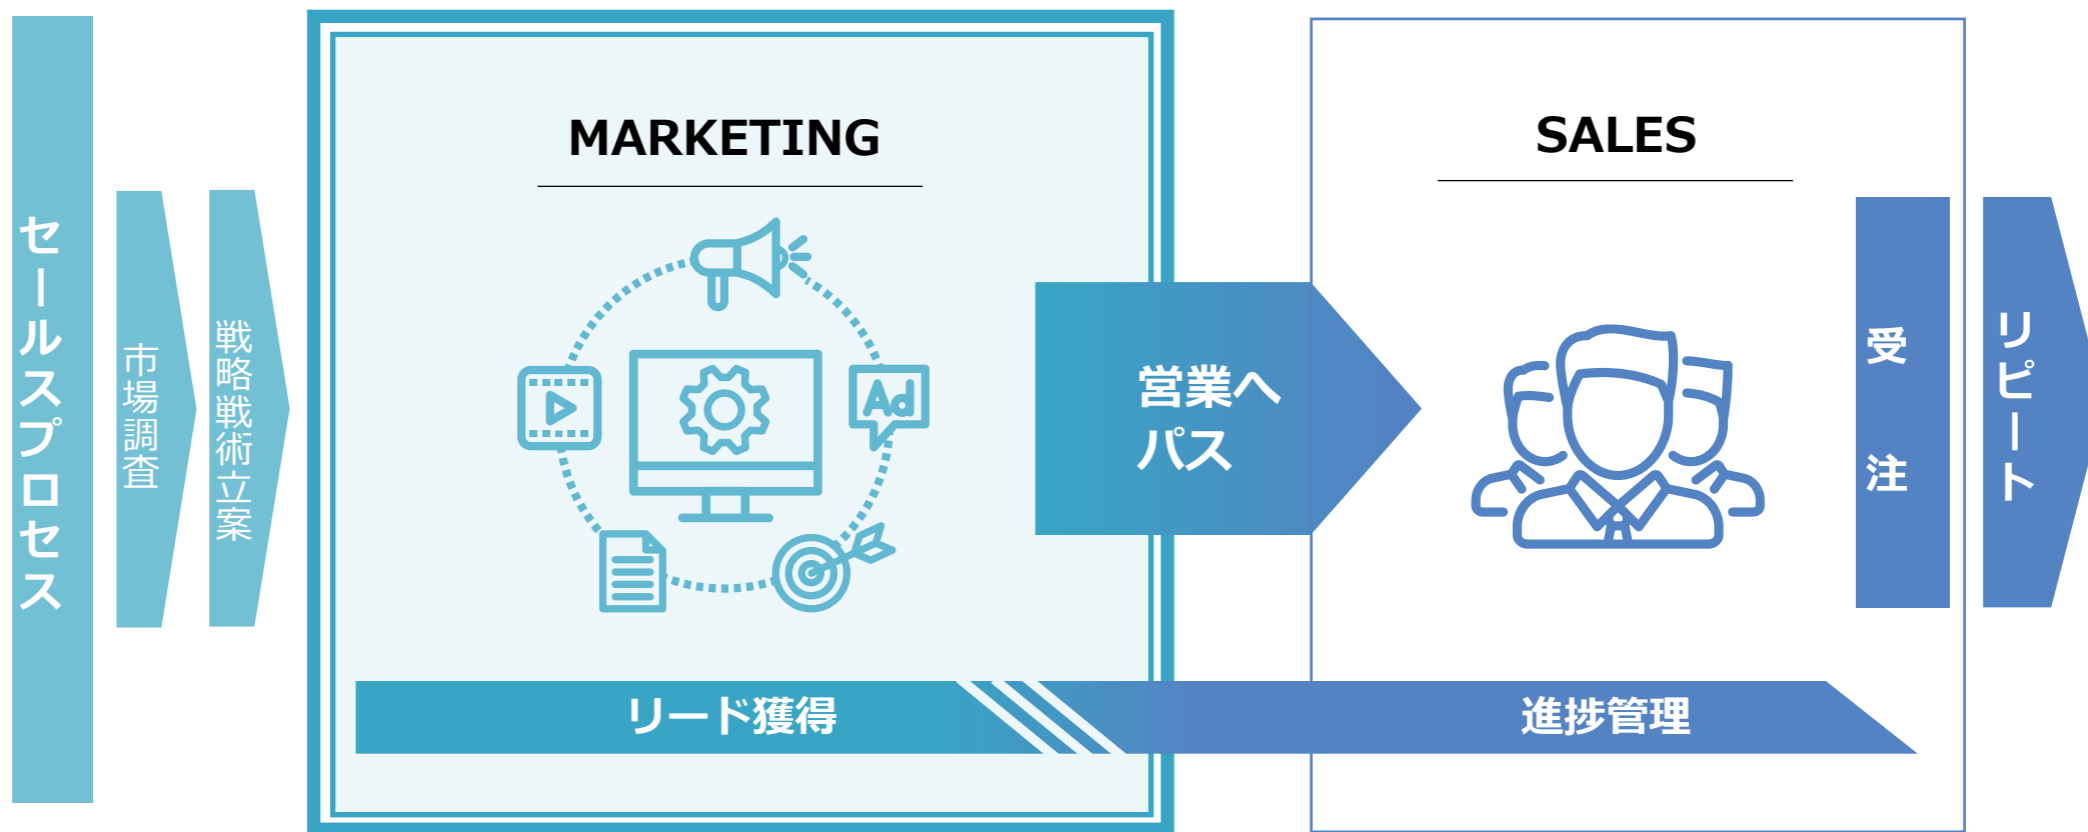 セールスプロセス
市場調査
戦略戦術立案
MARKETING
Ad
営業へ
パス
リード獲得
SALES
進捗管理
受注
リピート